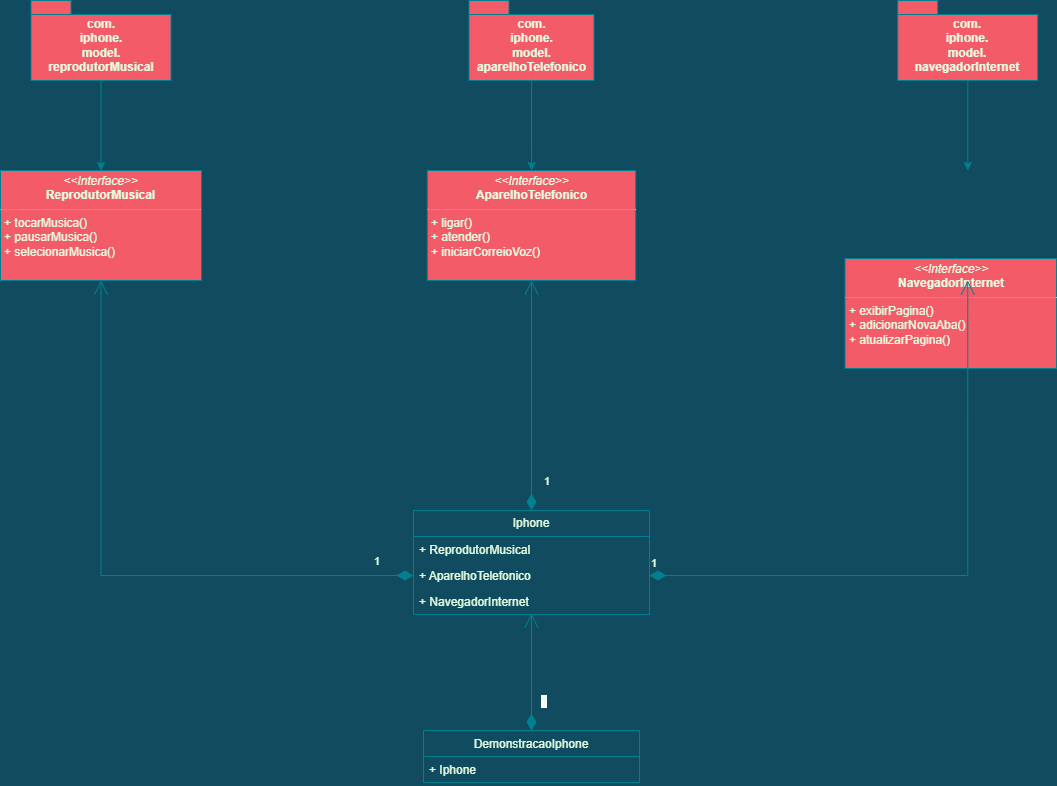 com.
iphone.
model.
reprodutorMusical
com.
iphone.
model.
aparelhoTelefonico
com.
iphone.
model.
navegadorInternet
<<Interface>>
ReprodutorMusical
+ tocarMusica()
+ pausarMusica()
+ selecionarMusica()
<<Interface>>
AparelhoTelefonico
+ ligar()
+ atender()
+ iniciarCorreioVoz()
<<Interface>>
NavegadorInternet
+ exibirPagina()
+ adicionarNovaAba()
+ atualizarPagina()
1
1
1
Iphone
+ ReprodutorMusical
+ AparelhoTelefonico
+ NavegadorInternet
DemonstracaoIphone
+ Iphone